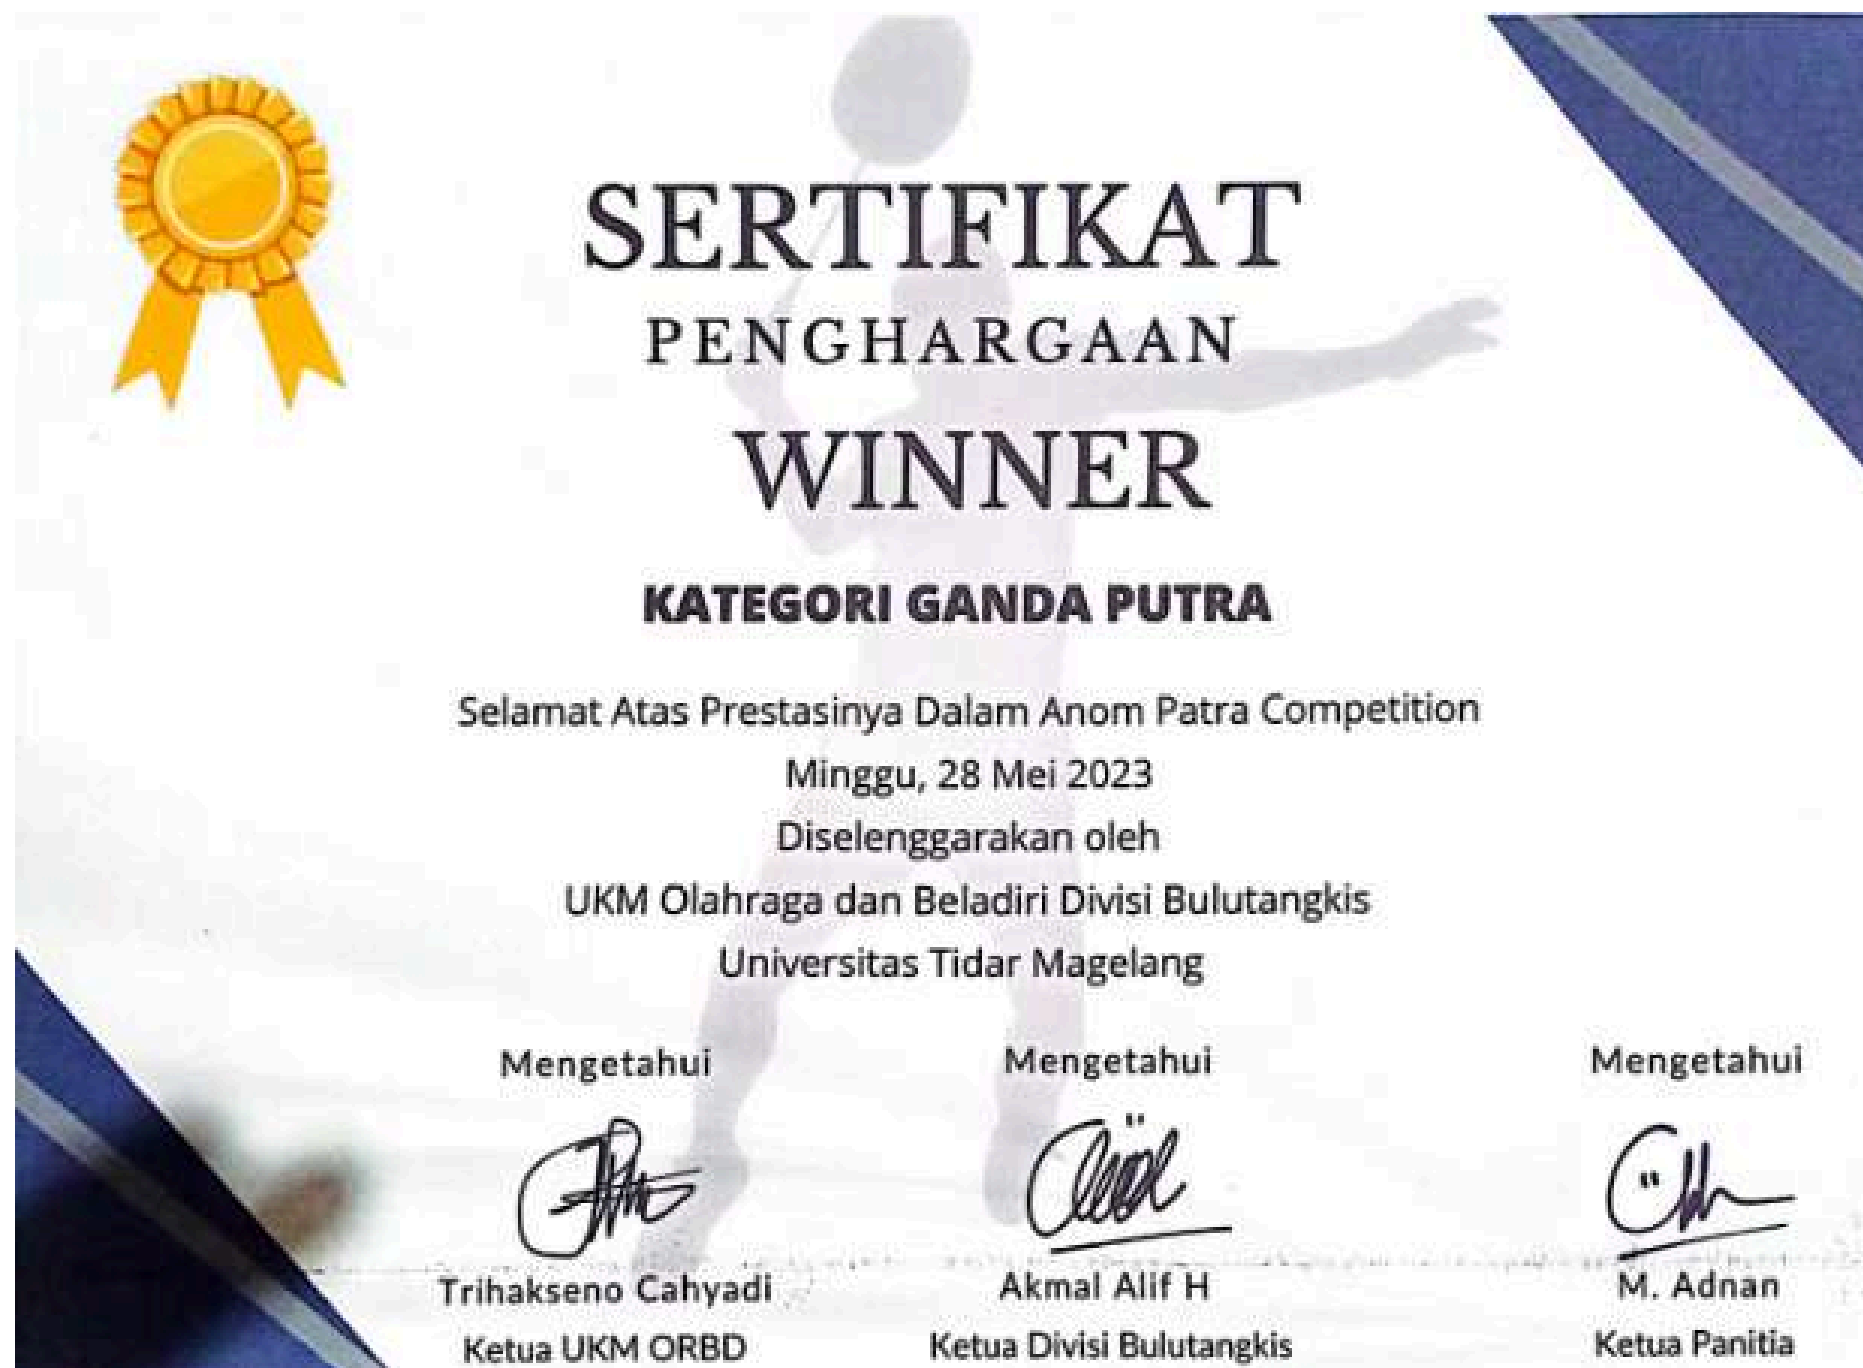 SERTIFIKAT
PENGHARGAAN
WINNER
KATEGORI GANDA PUTRA
Selamat Atas Prestasinya Dalam Anom Patra Competition
Minggu, 28 Mei 2023
Diselenggarakan oleh
UKM Olahraga dan Beladiri Divisi Bulutangkis
Universitas Tidar Magelang
Mengetahui Mengetahui Mengetahui
Trihakseno Cahyadi Akmal Alif H M. Adnan
Ketua UKM ORBD Ketua Divisi Bulutangkis Ketua Panitia